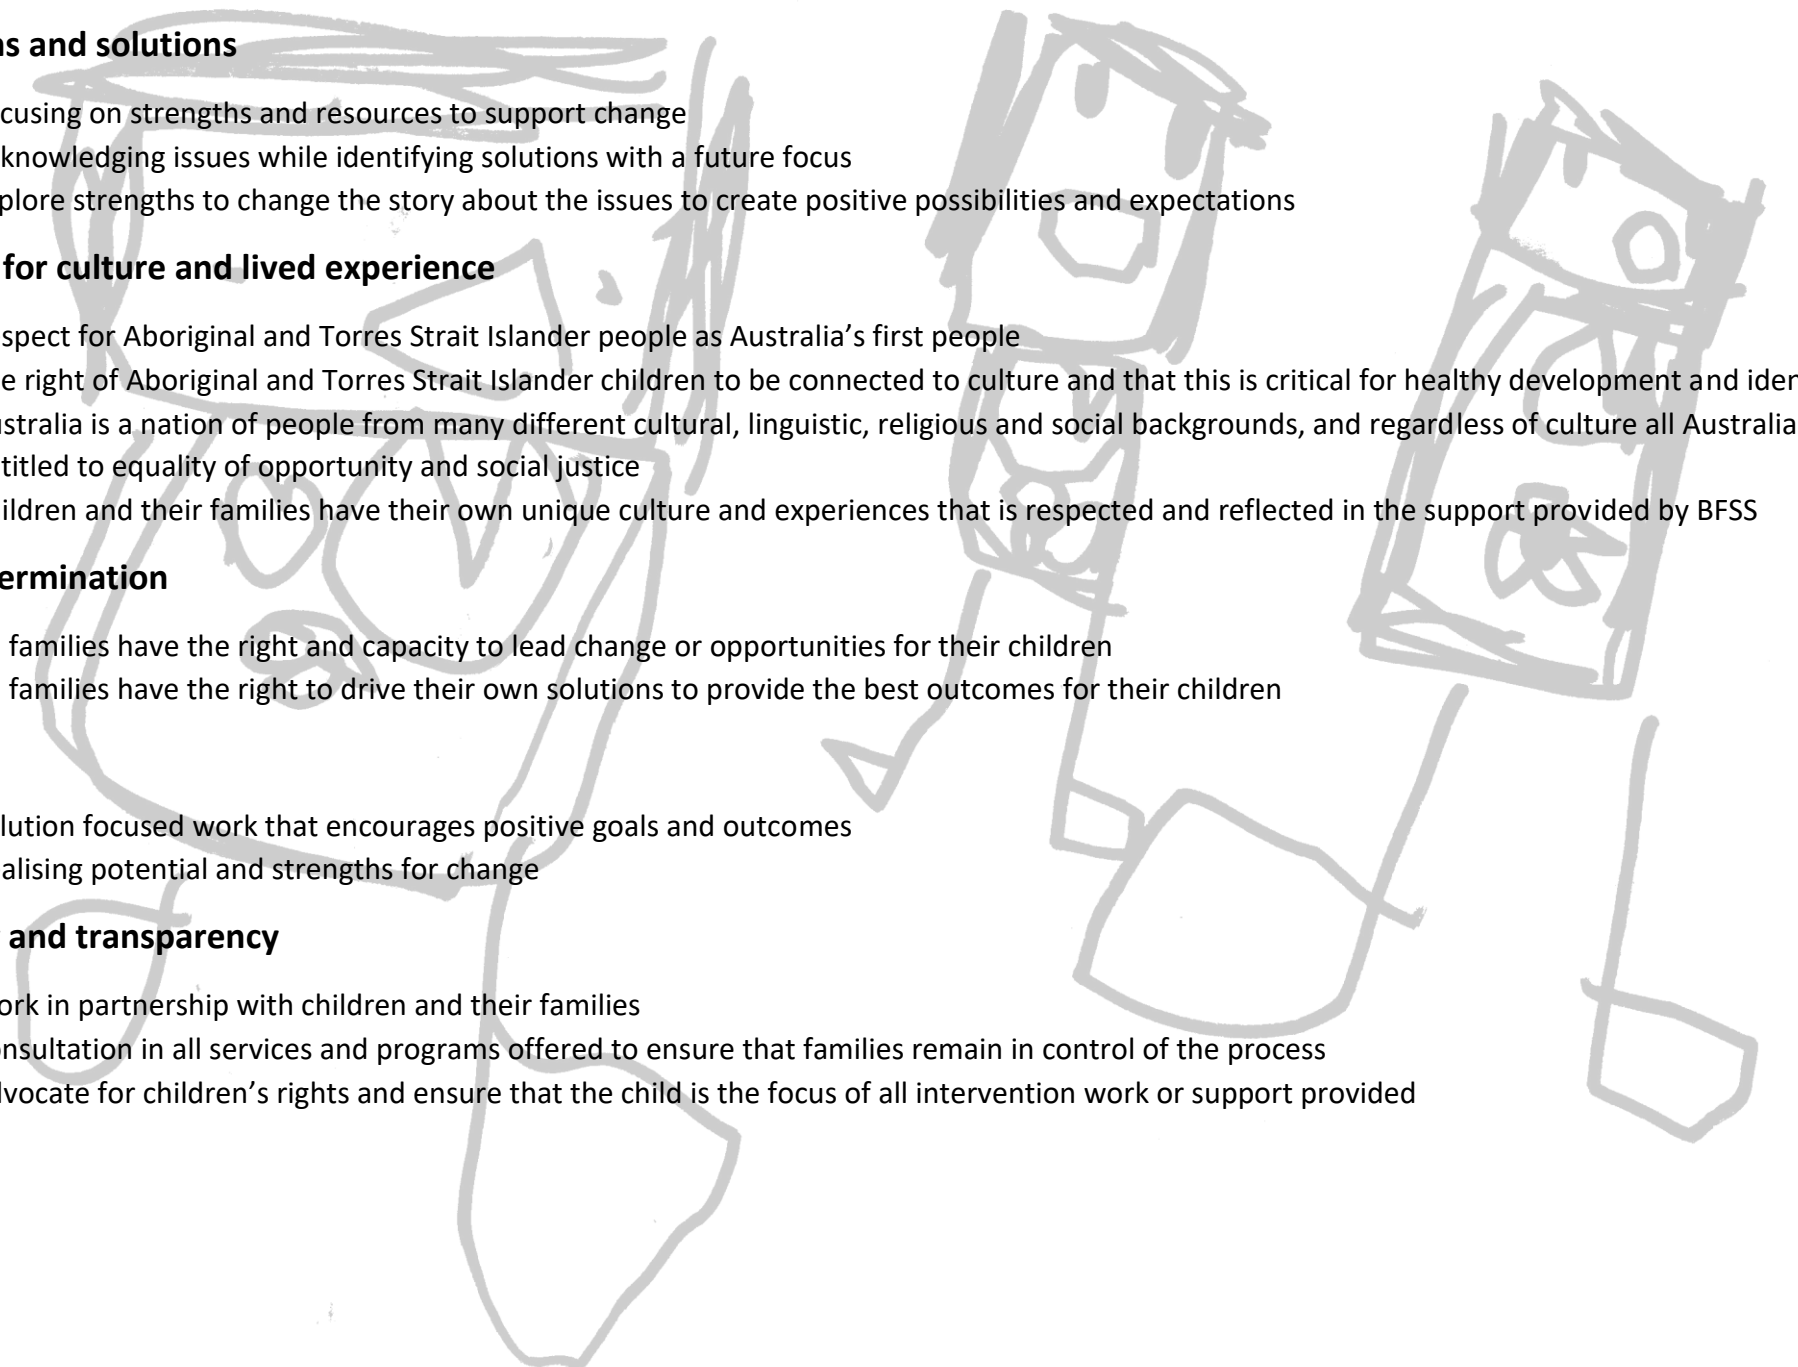 ns and solutions
cusing on strengths and resources to support change
knowledging issues while identifying solutions with a future focus
plore strengths to change the story about the issues to create positive possibilities and expectations
for culture and lived experience
spect for Aboriginal and Torres Strait Islander people as Australia’s first people
e right of Aboriginal and Torres Strait Islander children to be connected to culture and that this is critical for healthy development and iden
ustralia is a nation of people from many different cultural, linguistic, religious and social backgrounds, and regardless of culture all Australia
titled to equality of opportunity and social justice
ildren and their families have their own unique culture and experiences that is respected and reflected in the support provided by BFSS
ermination
families have the right and capacity to lead change or opportunities for their children
families have the right to drive their own solutions to provide the best outcomes for their children
lution focused work that encourages positive goals and outcomes
alising potential and strengths for change
and transparency
ork in partnership with children and their families
onsultation in all services and programs offered to ensure that families remain in control of the process
dvocate for children’s rights and ensure that the child is the focus of all intervention work or support provided